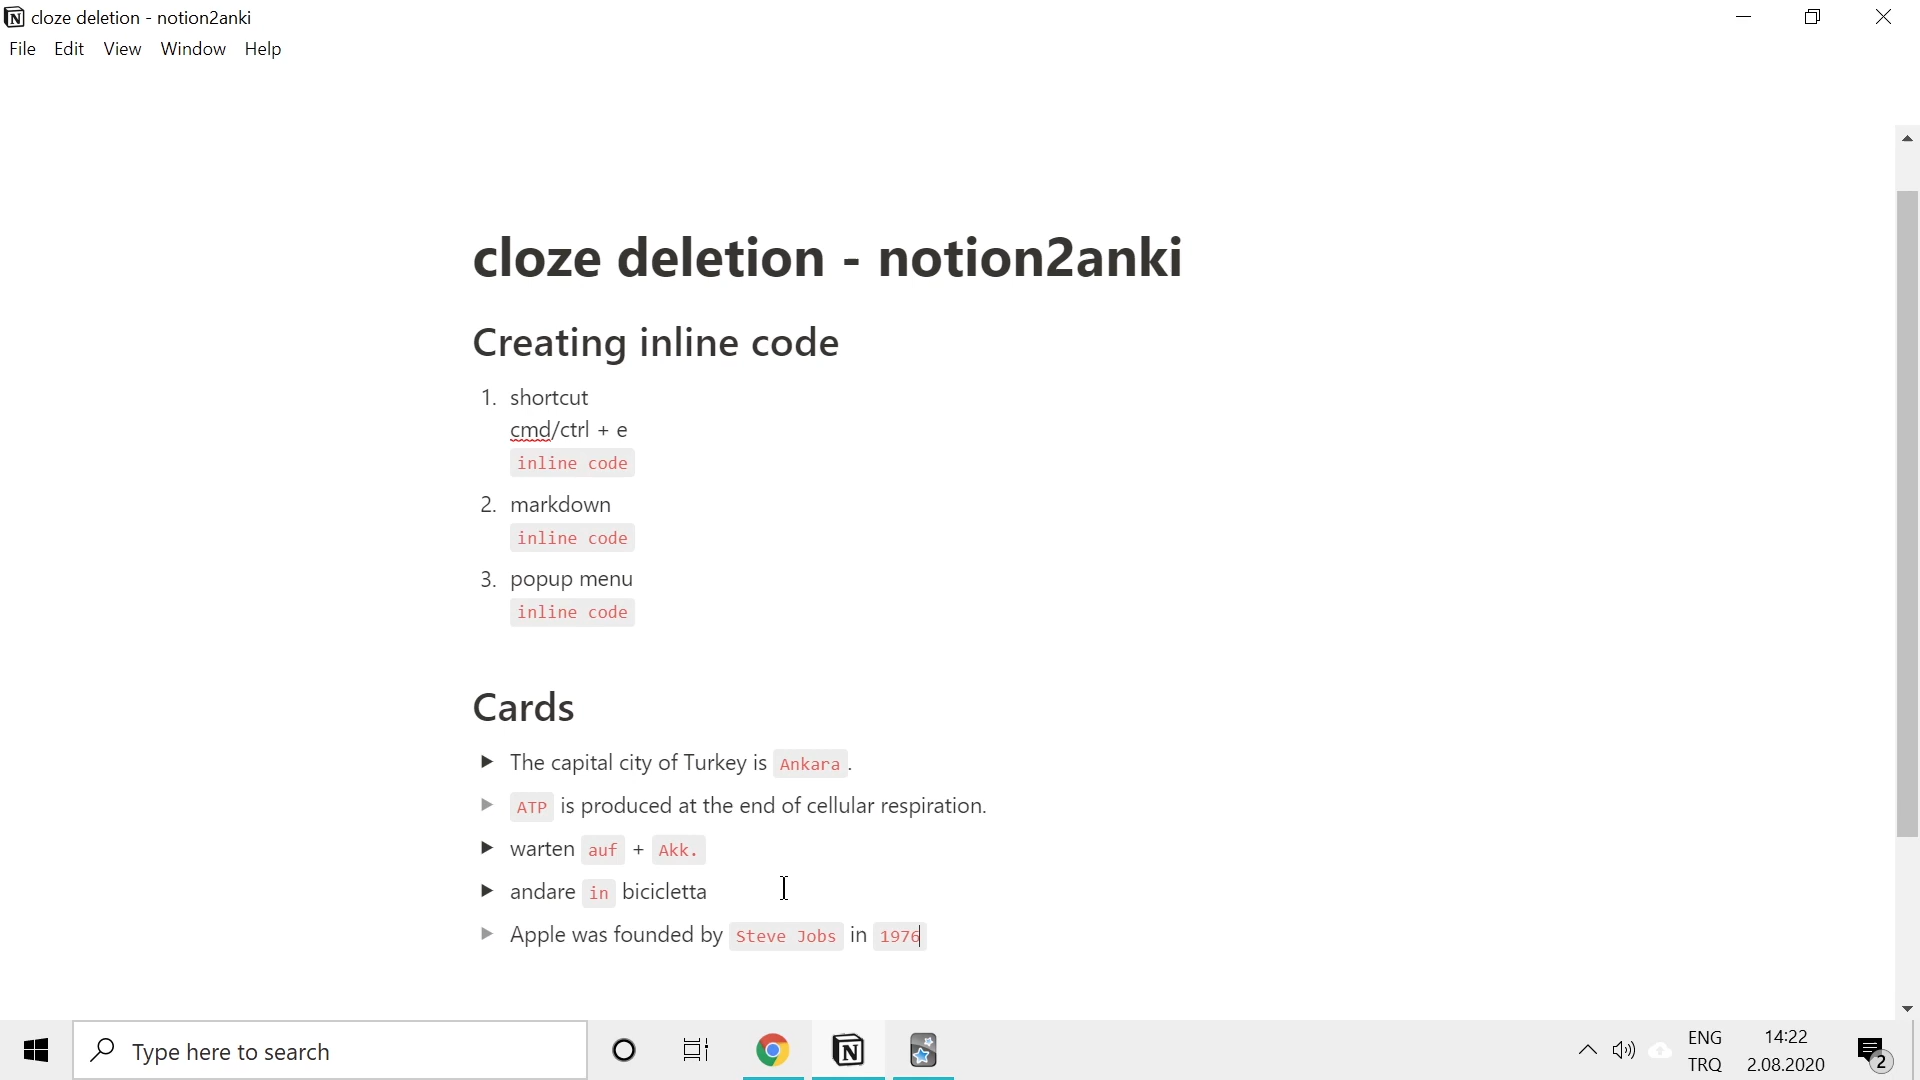 cloze deletion - notion2anki
File Edit View Window Help
cloze deletion - notion2anki
Creating inline code
1. shortcut
cmd/ctrl + e
inline code
2. markdown
inline code
3. popup menu
inline code
Cards
The capital city of Turkey is Ankara.
ATP is produced at the end of cellular respiration.
warten auf + Akk.
andare in bicicletta
Apple was founded by Steve Jobs in 1976
Type here to search
ENG
TRQ
14:22
2.08.2020
2